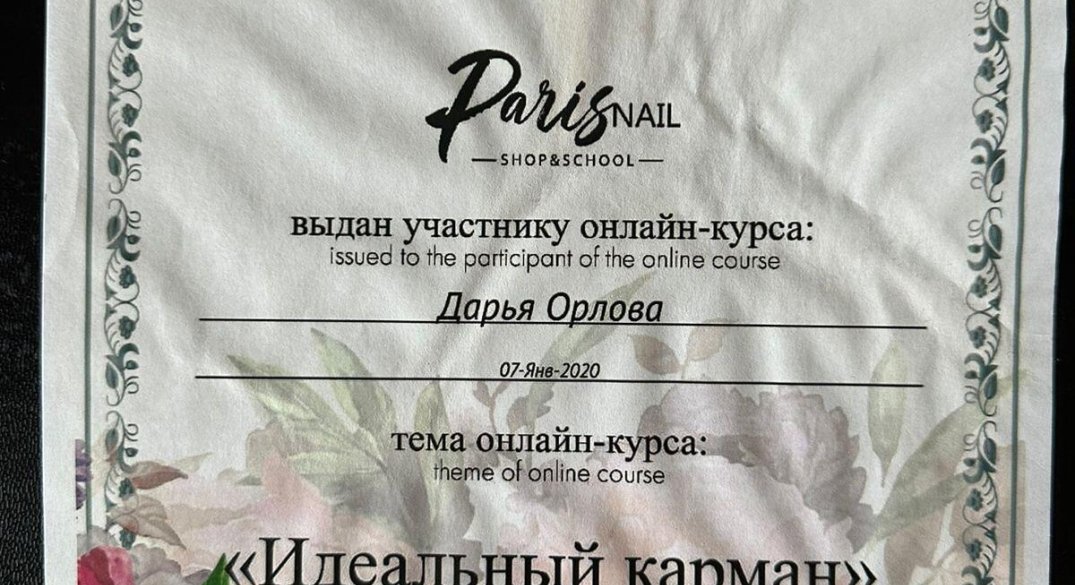 Paris NAIL
SHOP&SCHOOL
выдан участнику онлайн-курса:
issued to the participant of the online course
Дарья Орлова
07-Янв-2020
тема онлайн-курса:
theme of online course
«Идеальный карман»